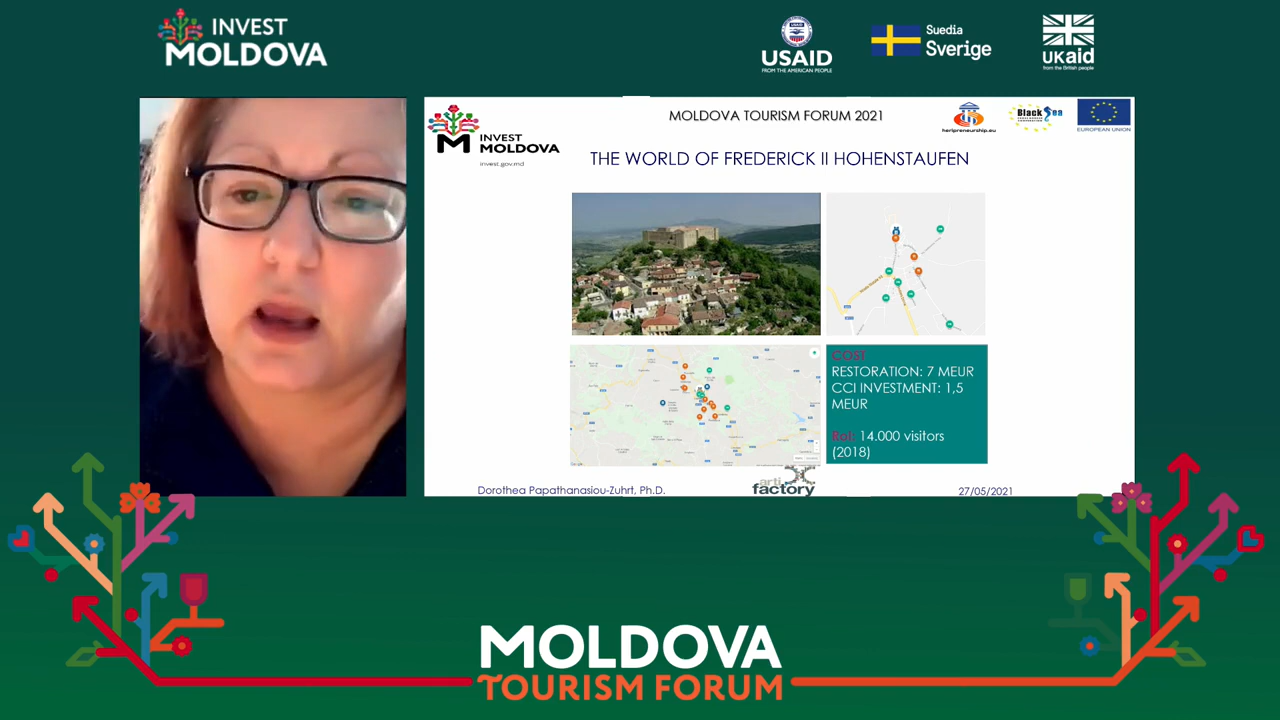 INVEST
MOLDOVA
USAID
FROM THE AMERICAN PEOPLE
Suedia
Sverige
UKaid
from the British people
INVEST
MOLDOVA
invest.gov.md
MOLDOVA TOURISM FORUM 2021
heripreneurship.eu
Black Sea
EUROPEAN UNION
THE WORLD OF FREDERICK II HOHENSTAUFEN
COST
RESTORATION: 7 MEUR
CCI INVESTMENT: 1,5
MEUR
RoI: 14.000 visitors
(2018)
Dorothea Papathanasiou-Zuhrt, Ph.D.
arti
factory
27/05/2021
MOLDOVA
TOURISM FORUM